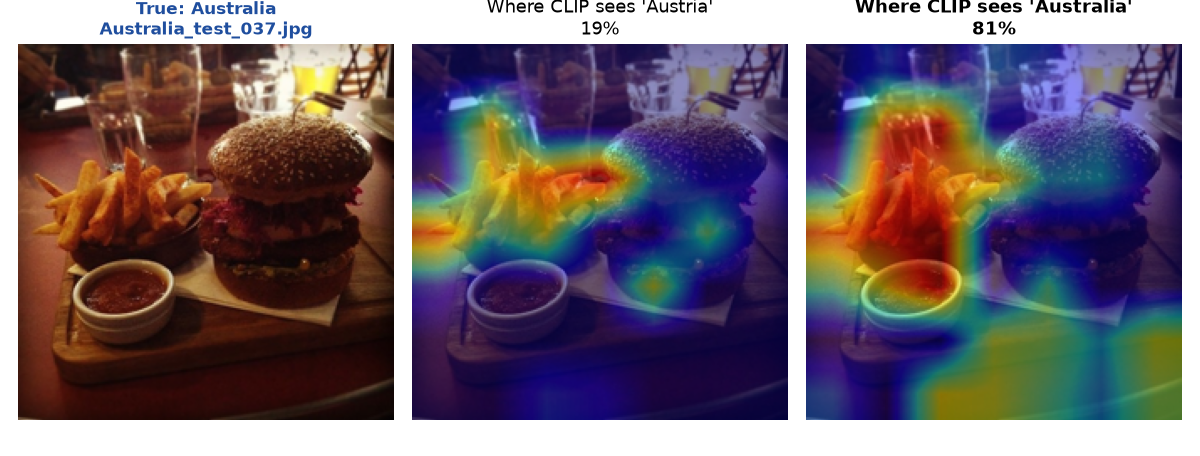 True: Australia
Australia_test_037.jpg
Where CLIP sees 'Austria'
19%
Where CLIP sees 'Australia'
81%